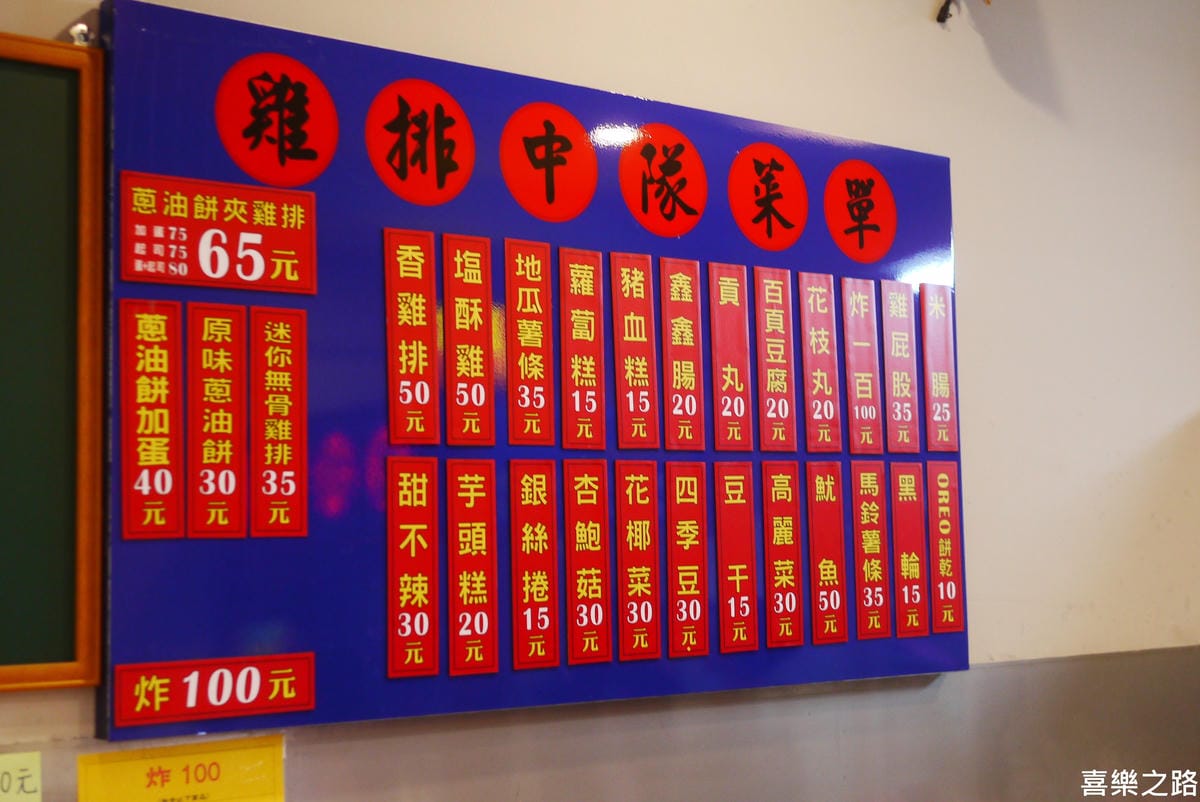 雞排中隊菜單
蔥油餅夾雞排
加蛋75
起司75
蛋+起司80
65元
蔥油餅加蛋40元
原味蔥油餅30元
迷你無骨雞排35元
炸100元
香雞排50元
塩酥雞50元
地瓜薯條35元
蘿蔔糕15元
豬血糕15元
鑫鑫腸20元
貢丸20元
百頁豆腐20元
花枝丸20元
炸一百100元
雞屁股35元
米腸25元
甜不辣30元
芋頭糕20元
銀絲捲15元
杏鮑菇30元
花椰菜30元
四季豆30元
豆干15元
高麗菜30元
魷魚50元
馬鈴薯條35元
黑輪15元
OREO餅乾10元
0元
炸 100
喜樂之路